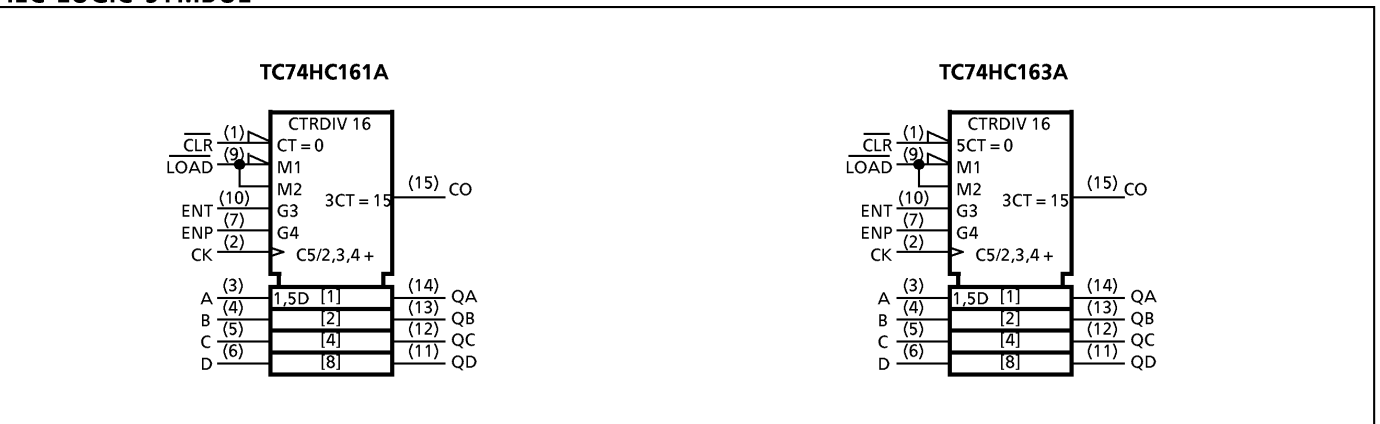 IEC LOGIC SYMBOL
TC74HC161A
CTRDIV 16
CLR (1) CT = 0
LOAD (9) M1
M2
3CT = 15 (15) CO
ENT (10) G3
ENP (7) G4
CK (2) C5/2,3,4 +
A (3) 1,5D [1] (14) QA
B (4) [2] (13) QB
C (5) [4] (12) QC
D (6) [8] (11) QD
TC74HC163A
CTRDIV 16
CLR (1) 5CT = 0
LOAD (9) M1
M2
3CT = 15 (15) CO
ENT (10) G3
ENP (7) G4
CK (2) C5/2,3,4 +
A (3) 1,5D [1] (14) QA
B (4) [2] (13) QB
C (5) [4] (12) QC
D (6) [8] (11) QD